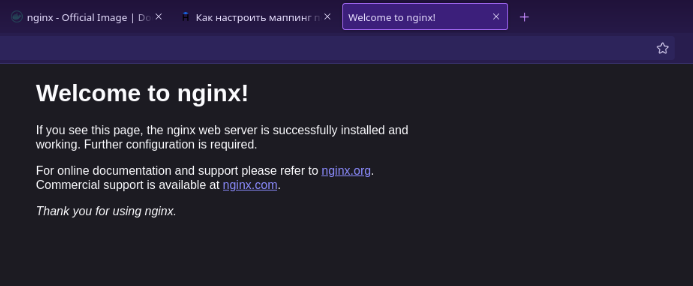 nginx - Official Image | Do
Как настроить маппинг п
Welcome to nginx!
Welcome to nginx!
If you see this page, the nginx web server is successfully installed and
working. Further configuration is required.
For online documentation and support please refer to nginx.org.
Commercial support is available at nginx.com.
Thank you for using nginx.